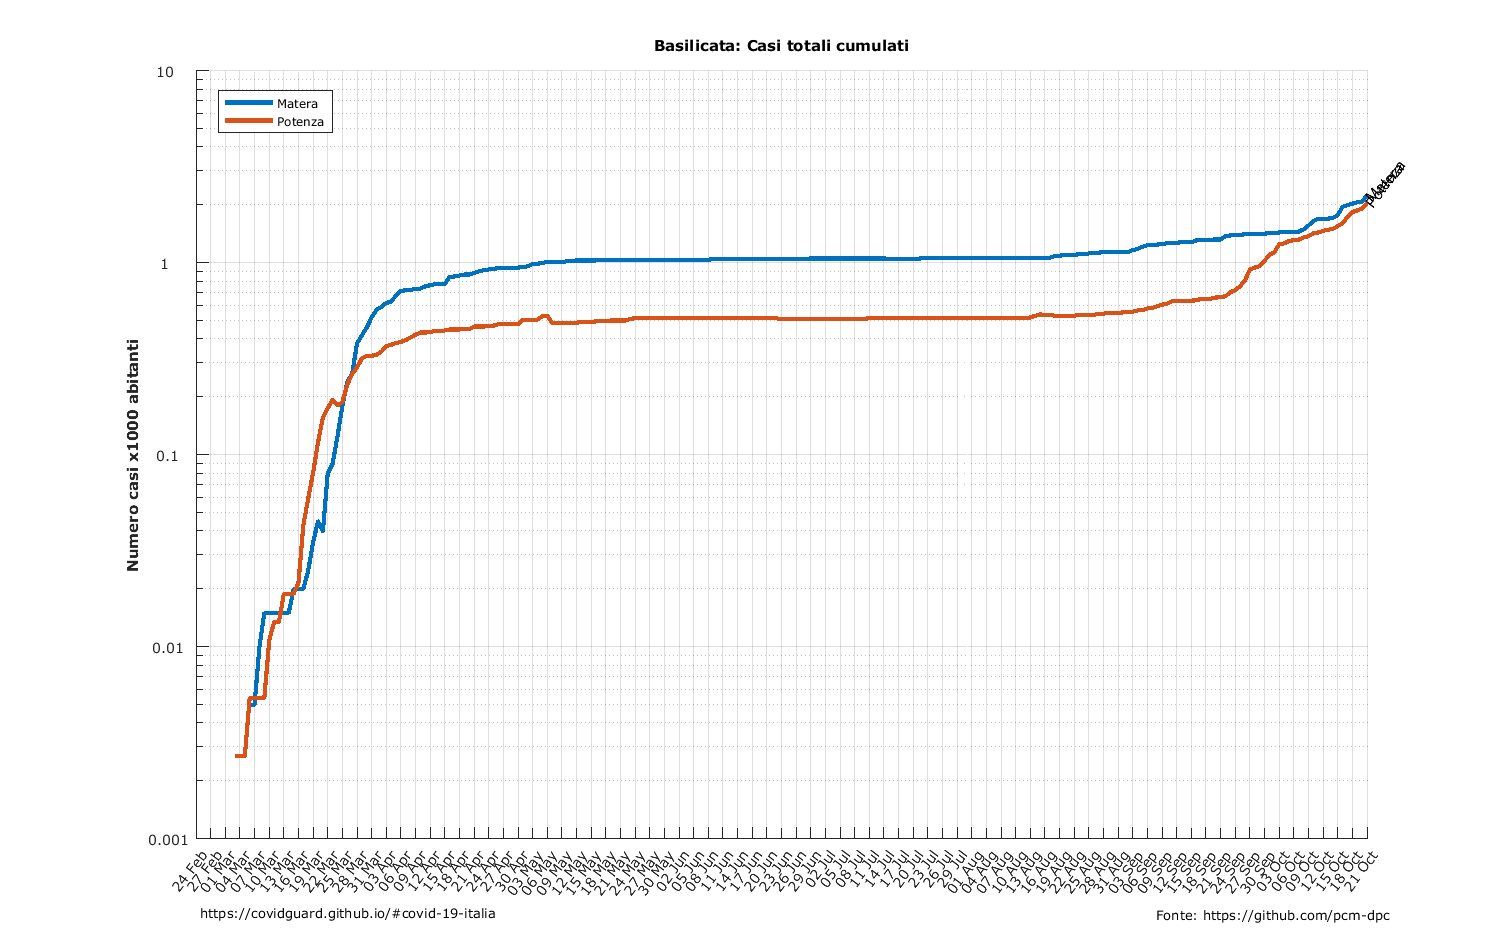 Basilicata: Casi totali cumulati
Matera
Potenza
10
1
0.1
0.01
0.001
Numero casi x1000 abitanti
Matera
Potenza
24 Feb
27 Feb
01 Mar
04 Mar
07 Mar
10 Mar
13 Mar
16 Mar
19 Mar
22 Mar
25 Mar
28 Mar
31 Mar
03 Apr
06 Apr
09 Apr
12 Apr
15 Apr
18 Apr
21 Apr
24 Apr
27 Apr
30 Apr
03 May
06 May
09 May
12 May
15 May
18 May
21 May
24 May
27 May
30 May
02 Jun
05 Jun
08 Jun
11 Jun
14 Jun
17 Jun
20 Jun
23 Jun
26 Jun
29 Jun
02 Jul
05 Jul
08 Jul
11 Jul
14 Jul
17 Jul
20 Jul
23 Jul
26 Jul
29 Jul
01 Aug
04 Aug
07 Aug
10 Aug
13 Aug
16 Aug
19 Aug
22 Aug
25 Aug
28 Aug
31 Aug
03 Sep
06 Sep
09 Sep
12 Sep
15 Sep
18 Sep
21 Sep
24 Sep
27 Sep
30 Sep
03 Oct
06 Oct
09 Oct
12 Oct
15 Oct
18 Oct
21 Oct
https://covidguard.github.io/#covid-19-italia
Fonte: https://github.com/pcm-dpc